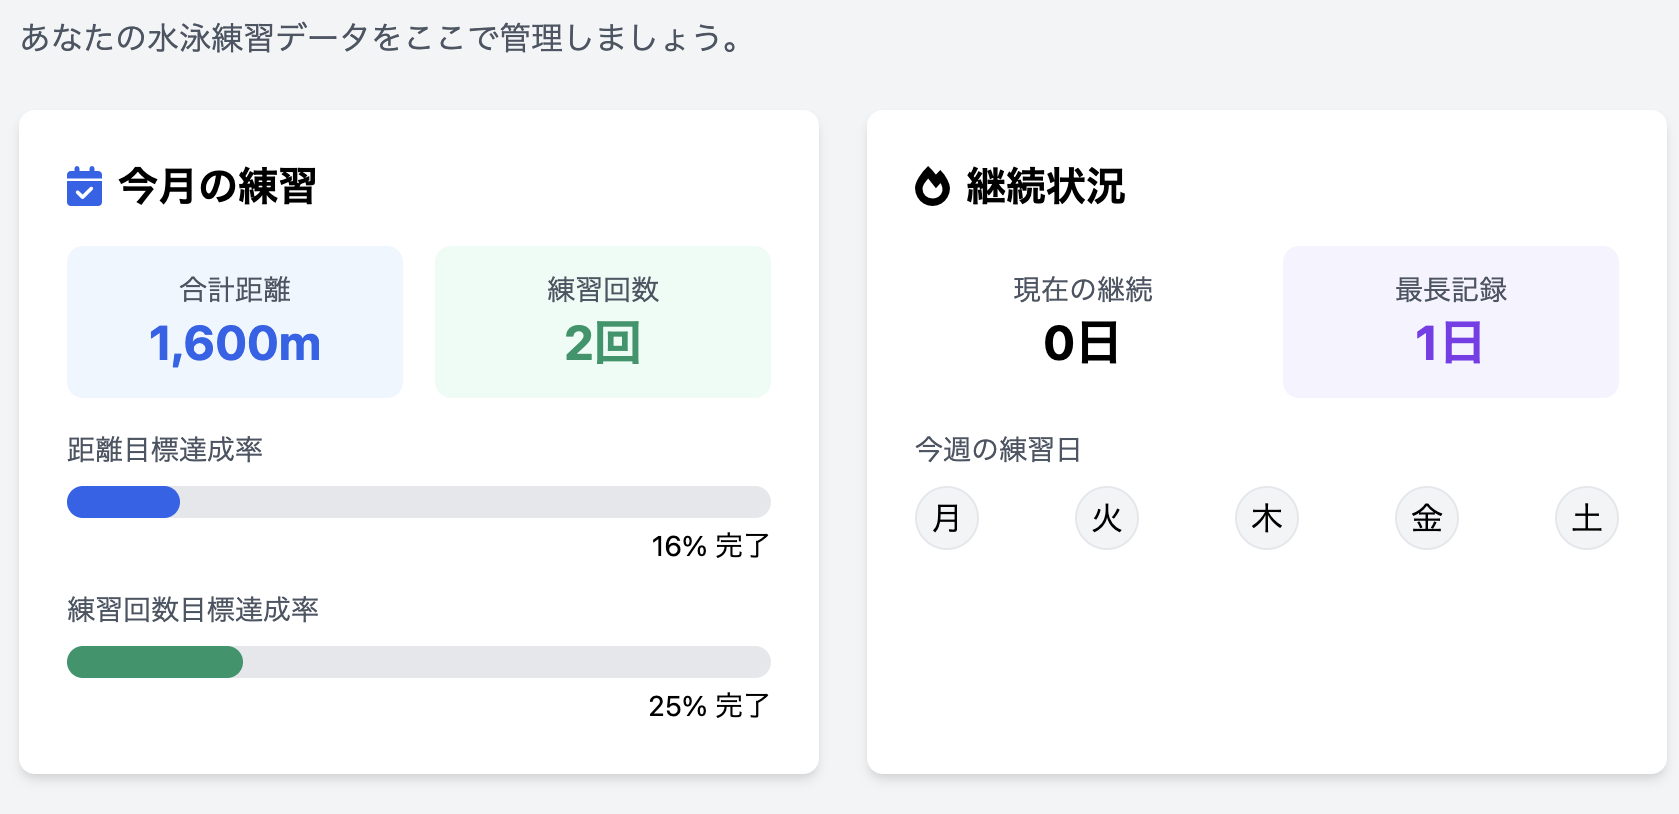 あなたの水泳練習データをここで管理しましょう。
今月の練習
合計距離
1,600m
練習回数
2回
距離目標達成率
16% 完了
練習回数目標達成率
25% 完了
継続状況
現在の継続
0日
最長記録
1日
今週の練習日
月 火 木 金 土